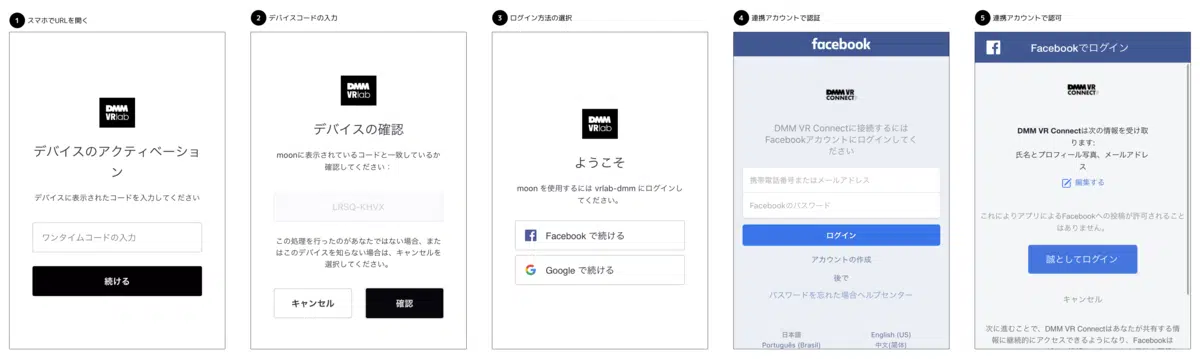 1 スマホでURLを開く
DMM
VRlab
デバイスのアクティベーショ
ン
デバイスに表示されたコードを入力してください
ワンタイムコードの入力
続ける
2 デバイスコードの入力
DMM
VRlab
デバイスの確認
moonに表示されているコードと一致しているか
確認してください：
LRSQ-KHVX
この処理を行ったのがあなたではない場合、また
はこのデバイスを知らない場合は、キャンセルを
選択してください。
キャンセル
確認
3 ログイン方法の選択
DMM
VRlab
ようこそ
moon を使用するには vrlab-dmm にログインし
てください。
Facebook で続ける
Google で続ける
4 連携アカウントで認証
facebook
DMM VR
CONNECT
DMM VR Connectに接続するには
Facebookアカウントにログインしてく
ださい
携帯電話番号またはメールアドレス
Facebookのパスワード
ログイン
アカウントの作成
後で
パスワードを忘れた場合ヘルプセンター
日本語
English (US)
Português (Brasil)
中文(简体)
5 連携アカウントで認可
Facebookでログイン
DMM VR
CONNECT
DMM VR Connectは次の情報を受け取
ります:
氏名とプロフィール写真、メールアドレ
ス
編集する
これによりアプリによるFacebookへの投稿が許可されること
はありません。
誠としてログイン
キャンセル
次に進むことで、DMM VR Connectはあなたが共有する情
報に継続的にアクセスできるようになり、Facebookは